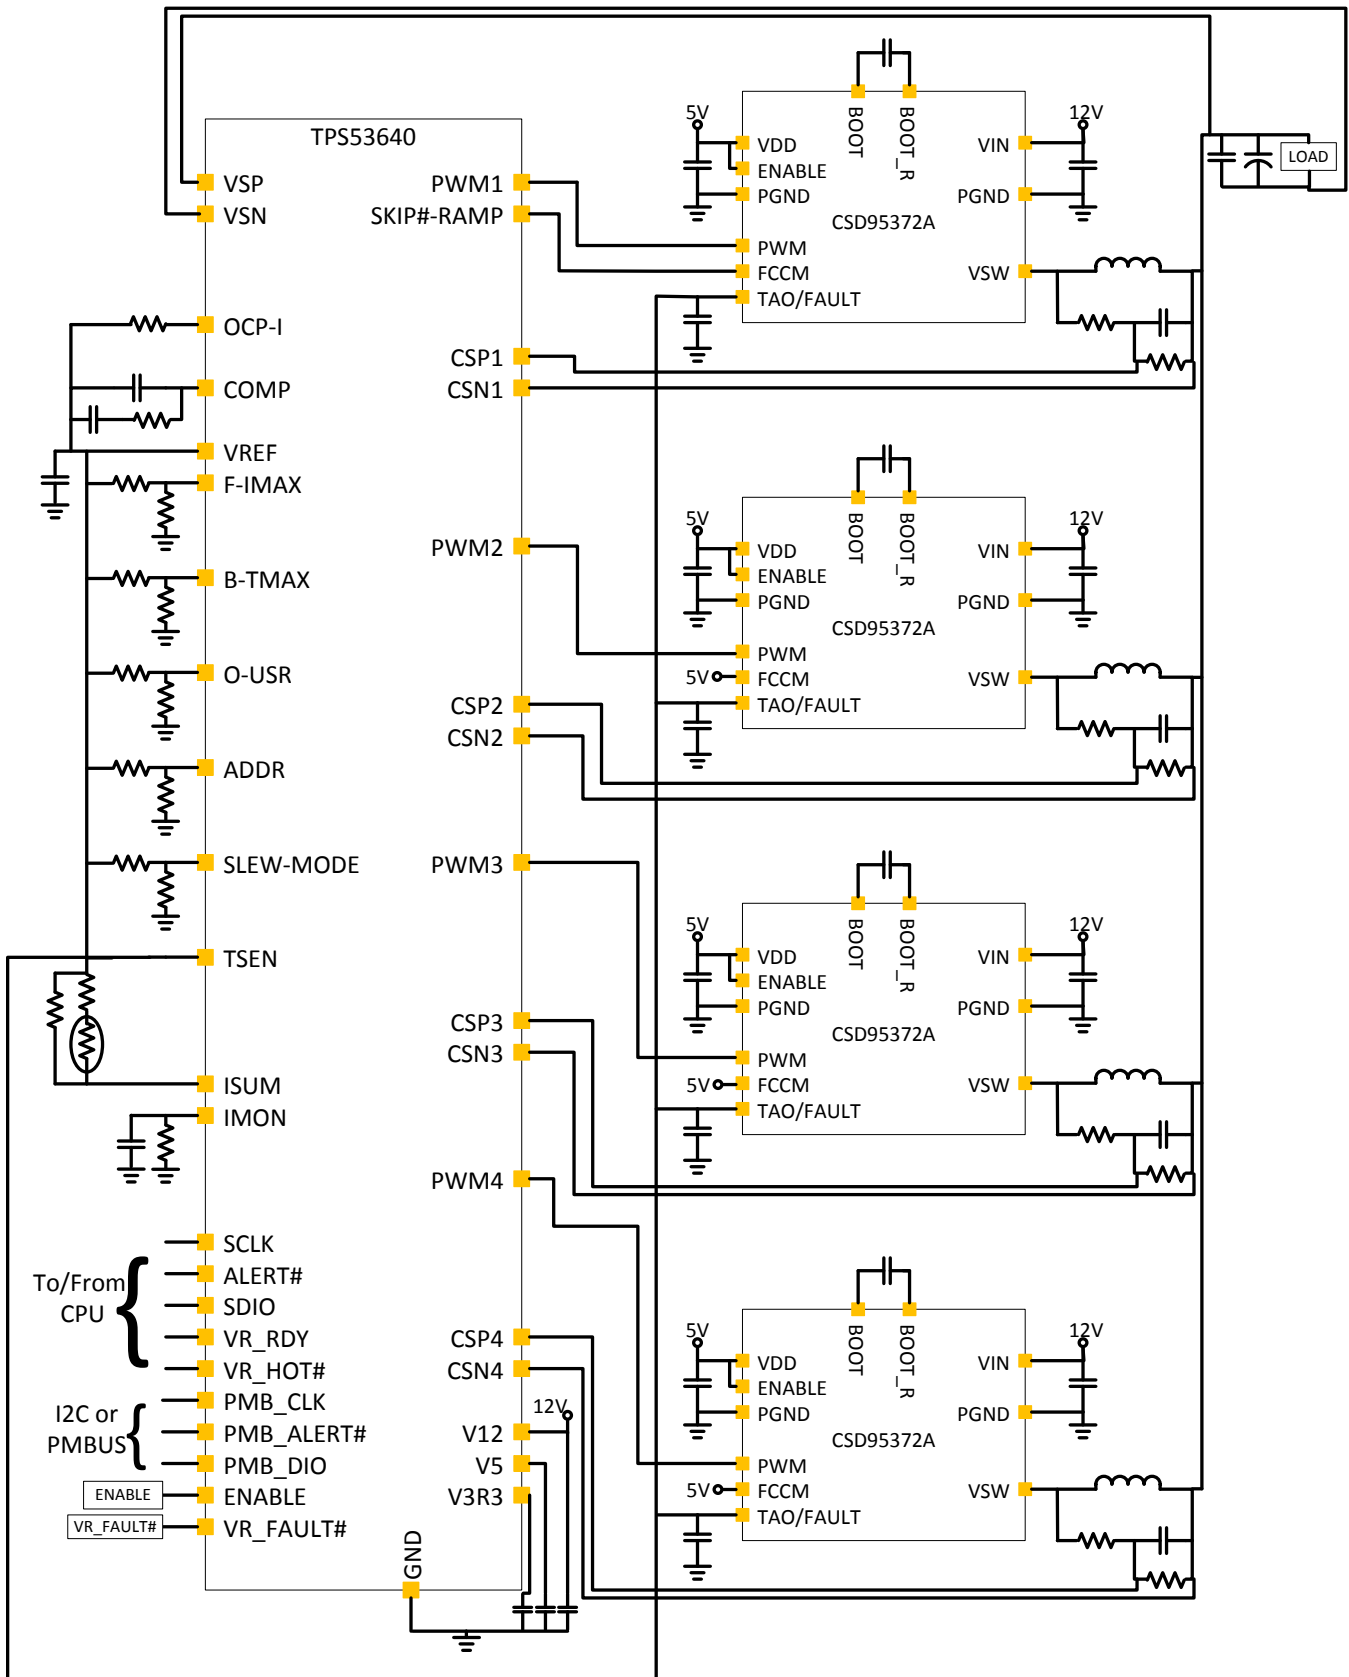 TPS53640
VSP
VSN
OCP-I
COMP
VREF
F-IMAX
B-TMAX
O-USR
ADDR
SLEW-MODE
TSEN
ISUM
IMON
SCLK
ALERT#
SDIO
VR_RDY
VR_HOT#
PMB_CLK
PMB_ALERT#
PMB_DIO
ENABLE
VR_FAULT#
To/From
CPU
I2C or
PMBUS
ENABLE
VR_FAULT#
PWM1
SKIP#-RAMP
CSP1
CSN1
PWM2
CSP2
CSN2
PWM3
CSP3
CSN3
PWM4
CSP4
CSN4
12V
V12
V5
V3R3
GND
5V
BOOT
BOOT_R
12V
VDD
ENABLE
PGND
VIN
PGND
CSD95372A
PWM
FCCM
TAO/FAULT
VSW
LOAD
5V
BOOT
BOOT_R
12V
VDD
ENABLE
PGND
VIN
PGND
CSD95372A
PWM
5V
FCCM
TAO/FAULT
VSW
5V
BOOT
BOOT_R
12V
VDD
ENABLE
PGND
VIN
PGND
CSD95372A
PWM
5V
FCCM
TAO/FAULT
VSW
5V
BOOT
BOOT_R
12V
VDD
ENABLE
PGND
VIN
PGND
CSD95372A
PWM
5V
FCCM
TAO/FAULT
VSW